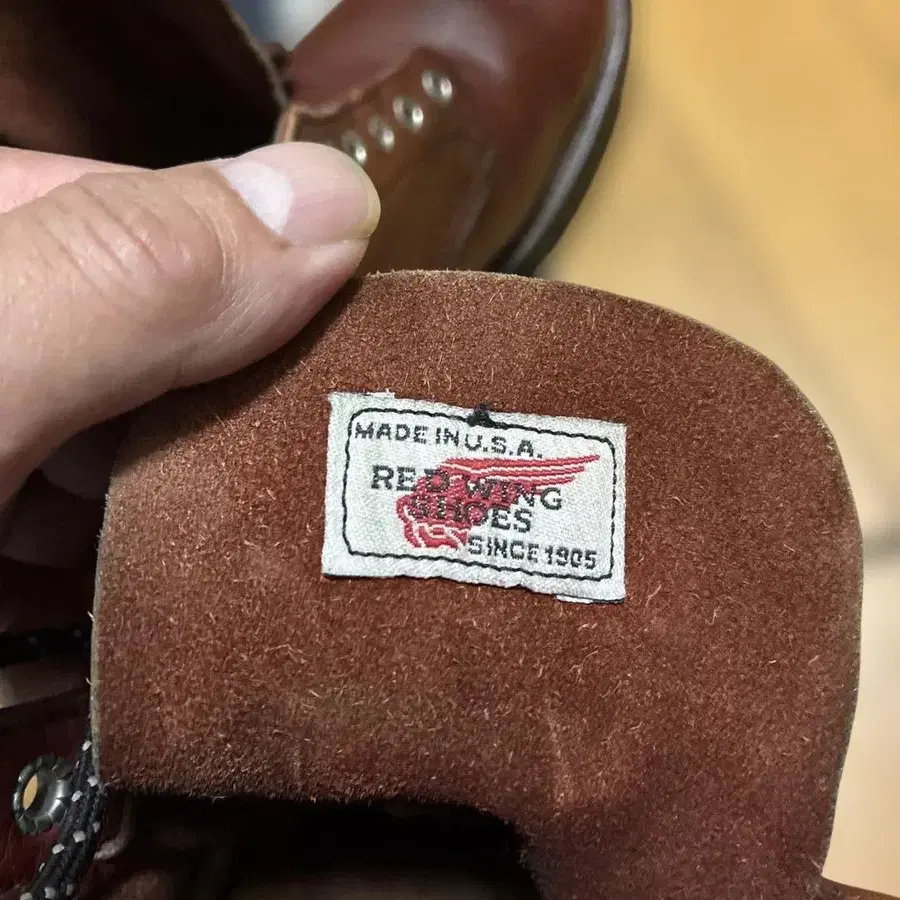 MADE IN U.S.A.
RED WING
SHOES
SINCE 1905